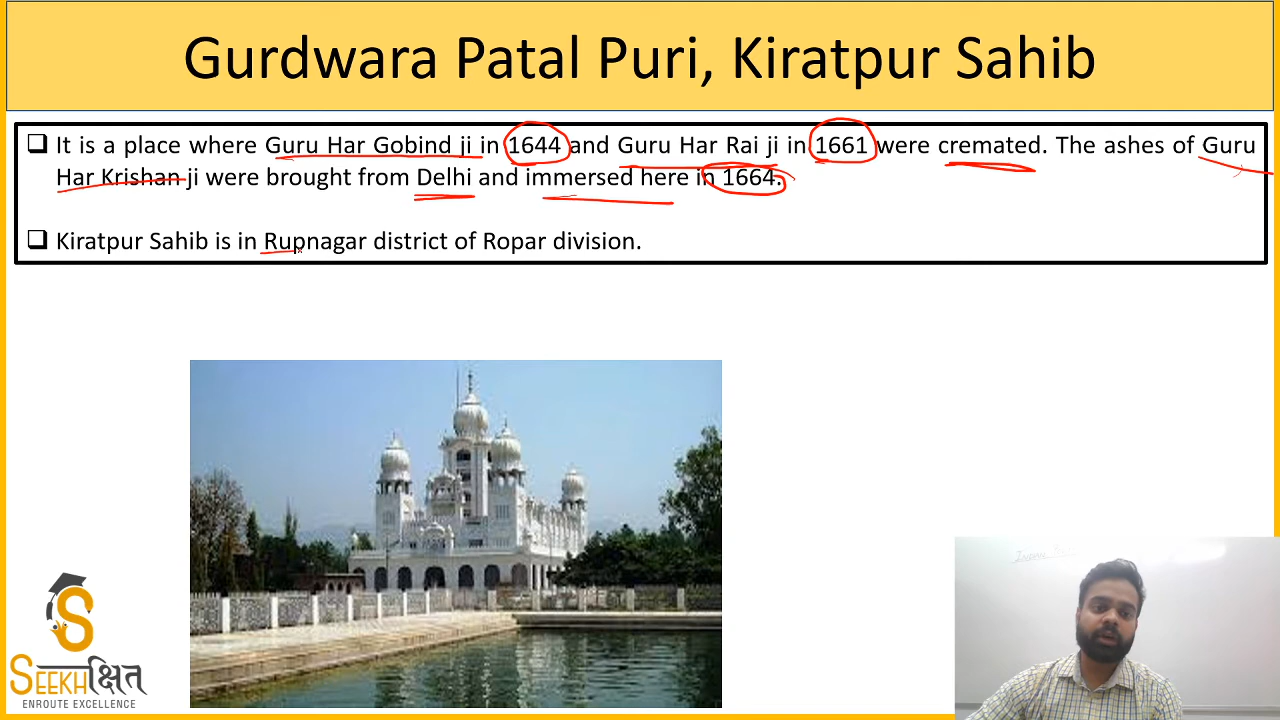 Gurdwara Patal Puri, Kiratpur Sahib
❑ It is a place where Guru Har Gobind ji in 1644 and Guru Har Rai ji in 1661 were cremated. The ashes of Guru
Har Krishan ji were brought from Delhi and immersed here in 1664.
❑ Kiratpur Sahib is in Rupnagar district of Ropar division.
SEEKHक्षित
ENROUTE EXCELLENCE